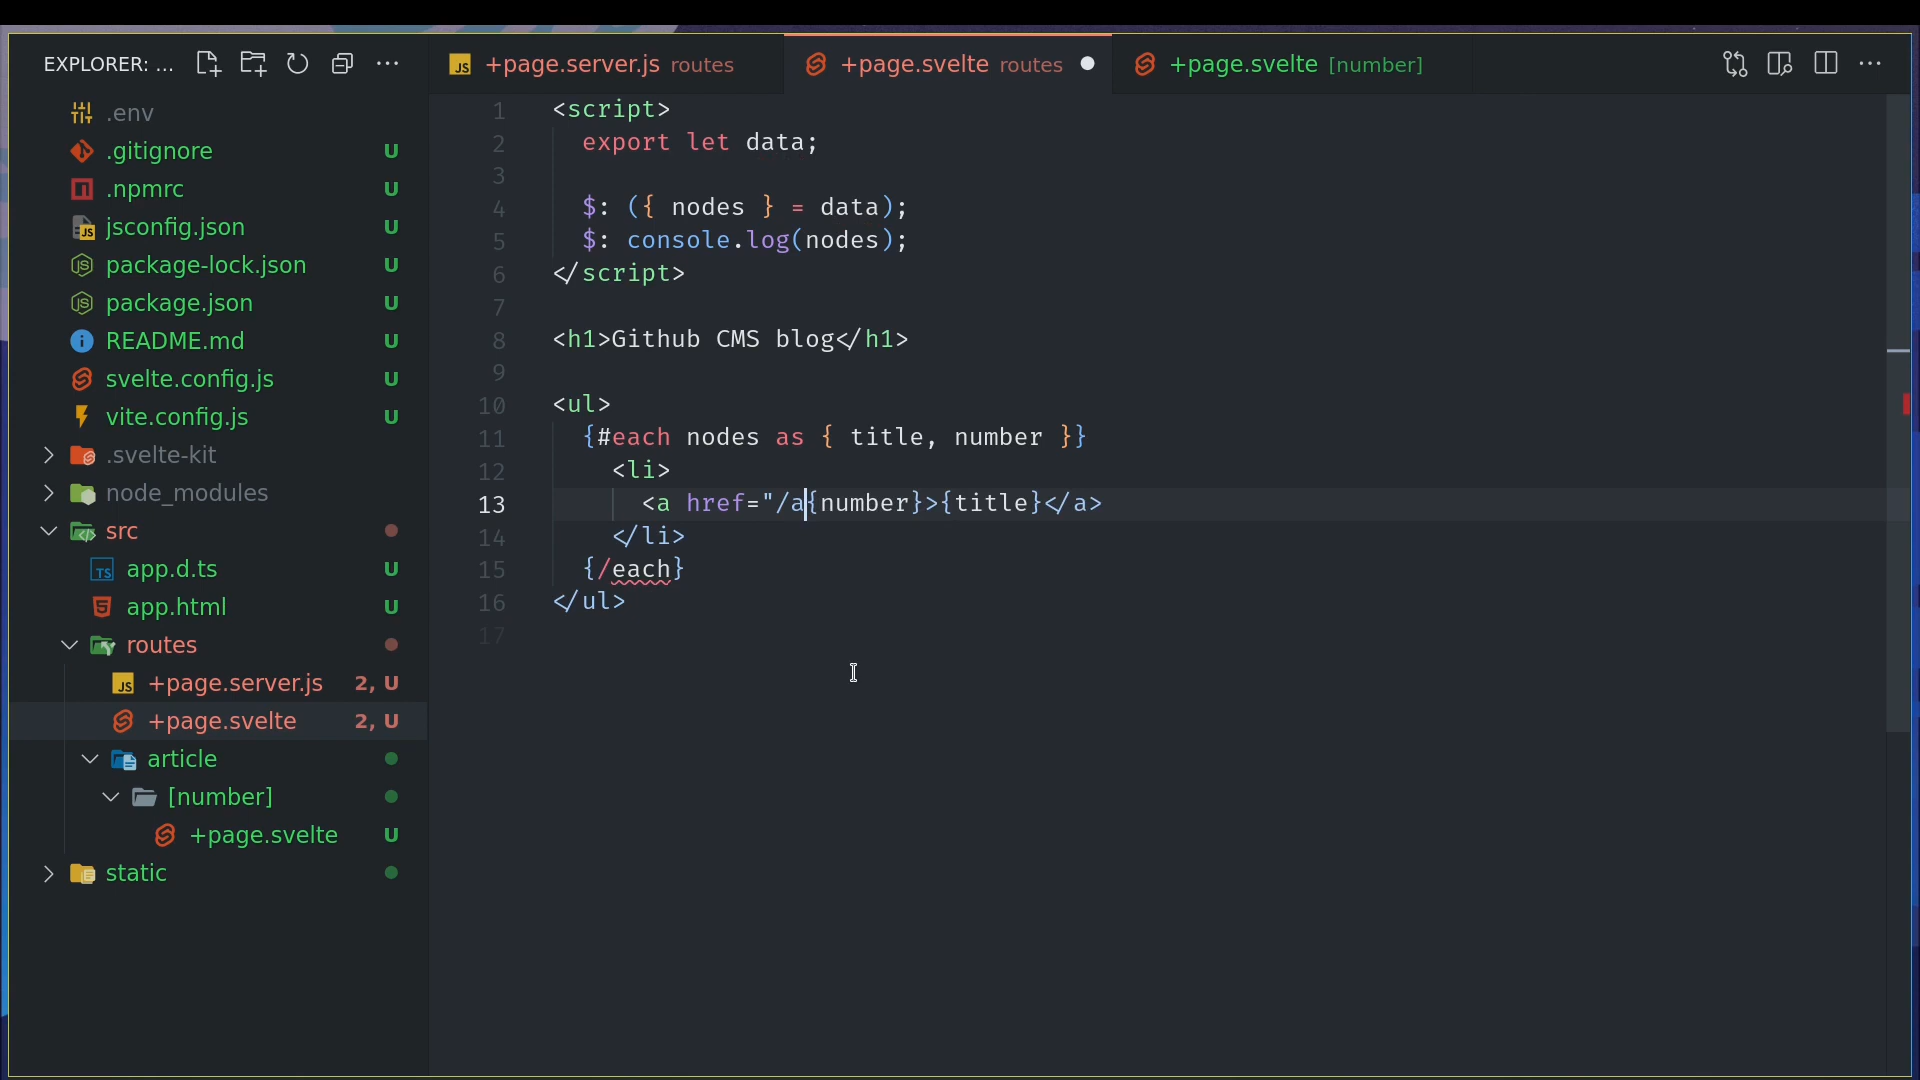 EXPLORER: ...
.env
.gitignore U
.npmrc U
jsconfig.json U
package-lock.json U
package.json U
README.md U
svelte.config.js U
vite.config.js U
.svelte-kit
node_modules
src
app.d.ts U
app.html U
routes
+page.server.js 2, U
+page.svelte 2, U
article
[number]
+page.svelte U
static
+page.server.js routes
+page.svelte routes
+page.svelte [number]
1 <script>
2 export let data;
3
4 $: ({ nodes } = data);
5 $: console.log(nodes);
6 </script>
7
8 <h1>Github CMS blog</h1>
9
10 <ul>
11 {#each nodes as { title, number }}
12 <li>
13 <a href="/a{number}>{title}</a>
14 </li>
15 {/each}
16 </ul>
17